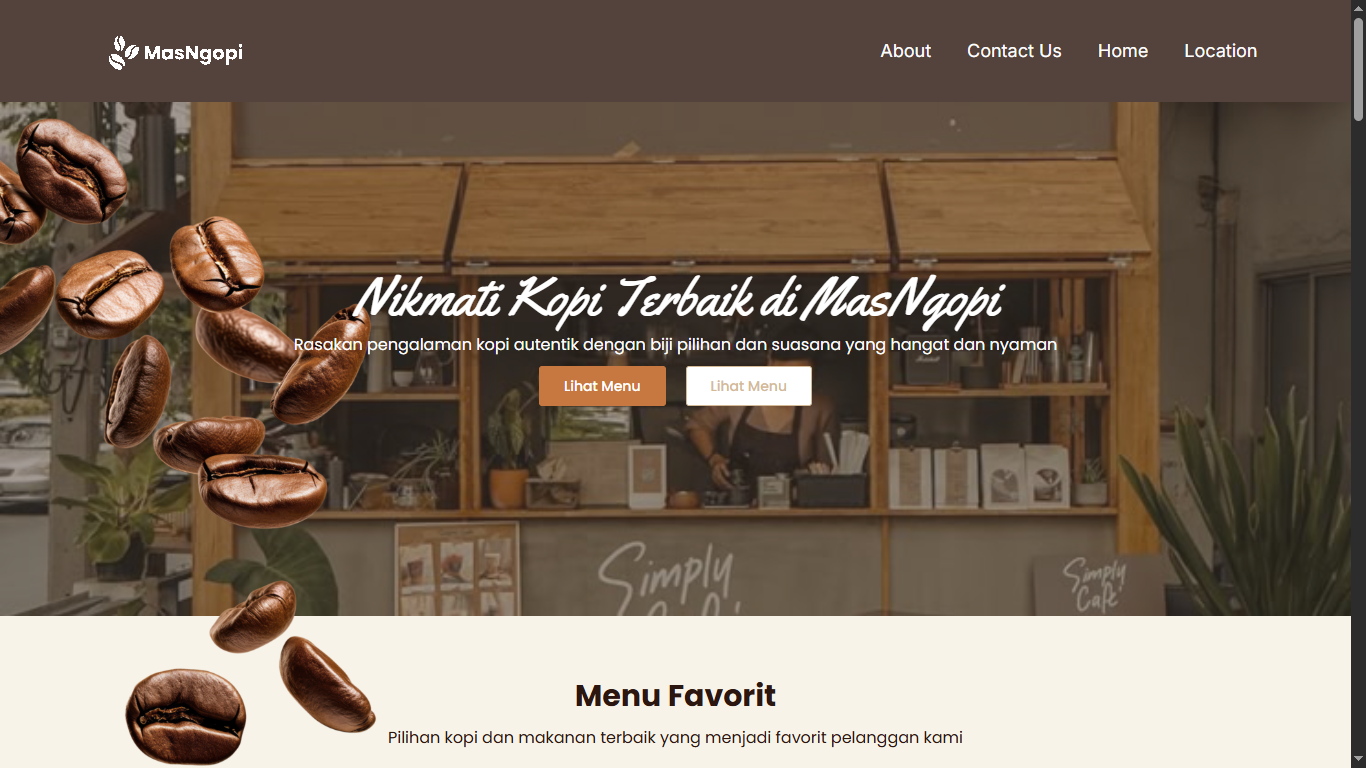 MasNgopi
About Contact Us Home Location
Nikmati Kopi Terbaik di MasNgopi
Rasakan pengalaman kopi autentik dengan biji pilihan dan suasana yang hangat dan nyaman
Lihat Menu Lihat Menu
Simply
Simply
Cafe'
Menu Favorit
Pilihan kopi dan makanan terbaik yang menjadi favorit pelanggan kami